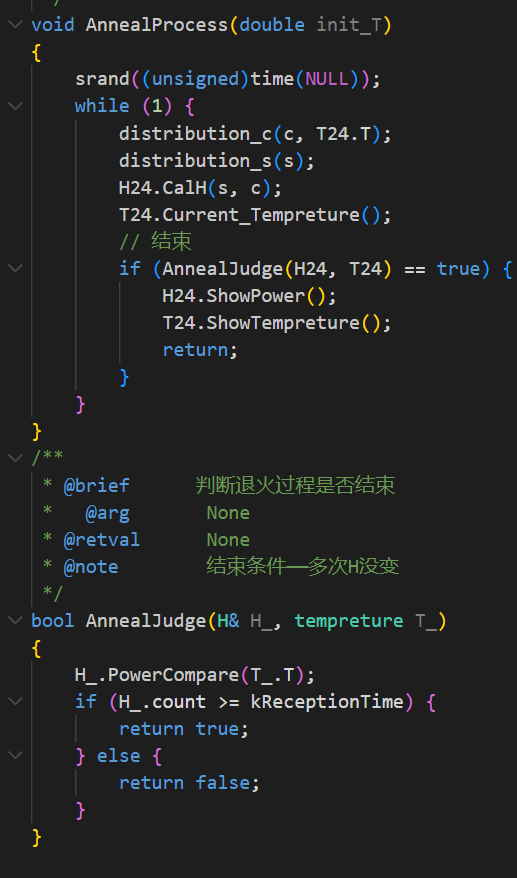 */
void AnnealProcess(double init_T)
{
    srand((unsigned)time(NULL));
    while (1) {
        distribution_c(c, T24.T);
        distribution_s(s);
        H24.CalH(s, c);
        T24.Current_Tempreture();
        // 结束
        if (AnnealJudge(H24, T24) == true) {
            H24.ShowPower();
            T24.ShowTempreture();
            return;
        }
    }
}
/**
 * @brief     判断退火过程是否结束
 *   @arg      None
 * @retval     None
 * @note       结束条件——多次H没变
 */
bool AnnealJudge(H& H_, tempreture T_)
{
    H_.PowerCompare(T_.T);
    if (H_.count >= kReceptionTime) {
        return true;
    } else {
        return false;
    }
}